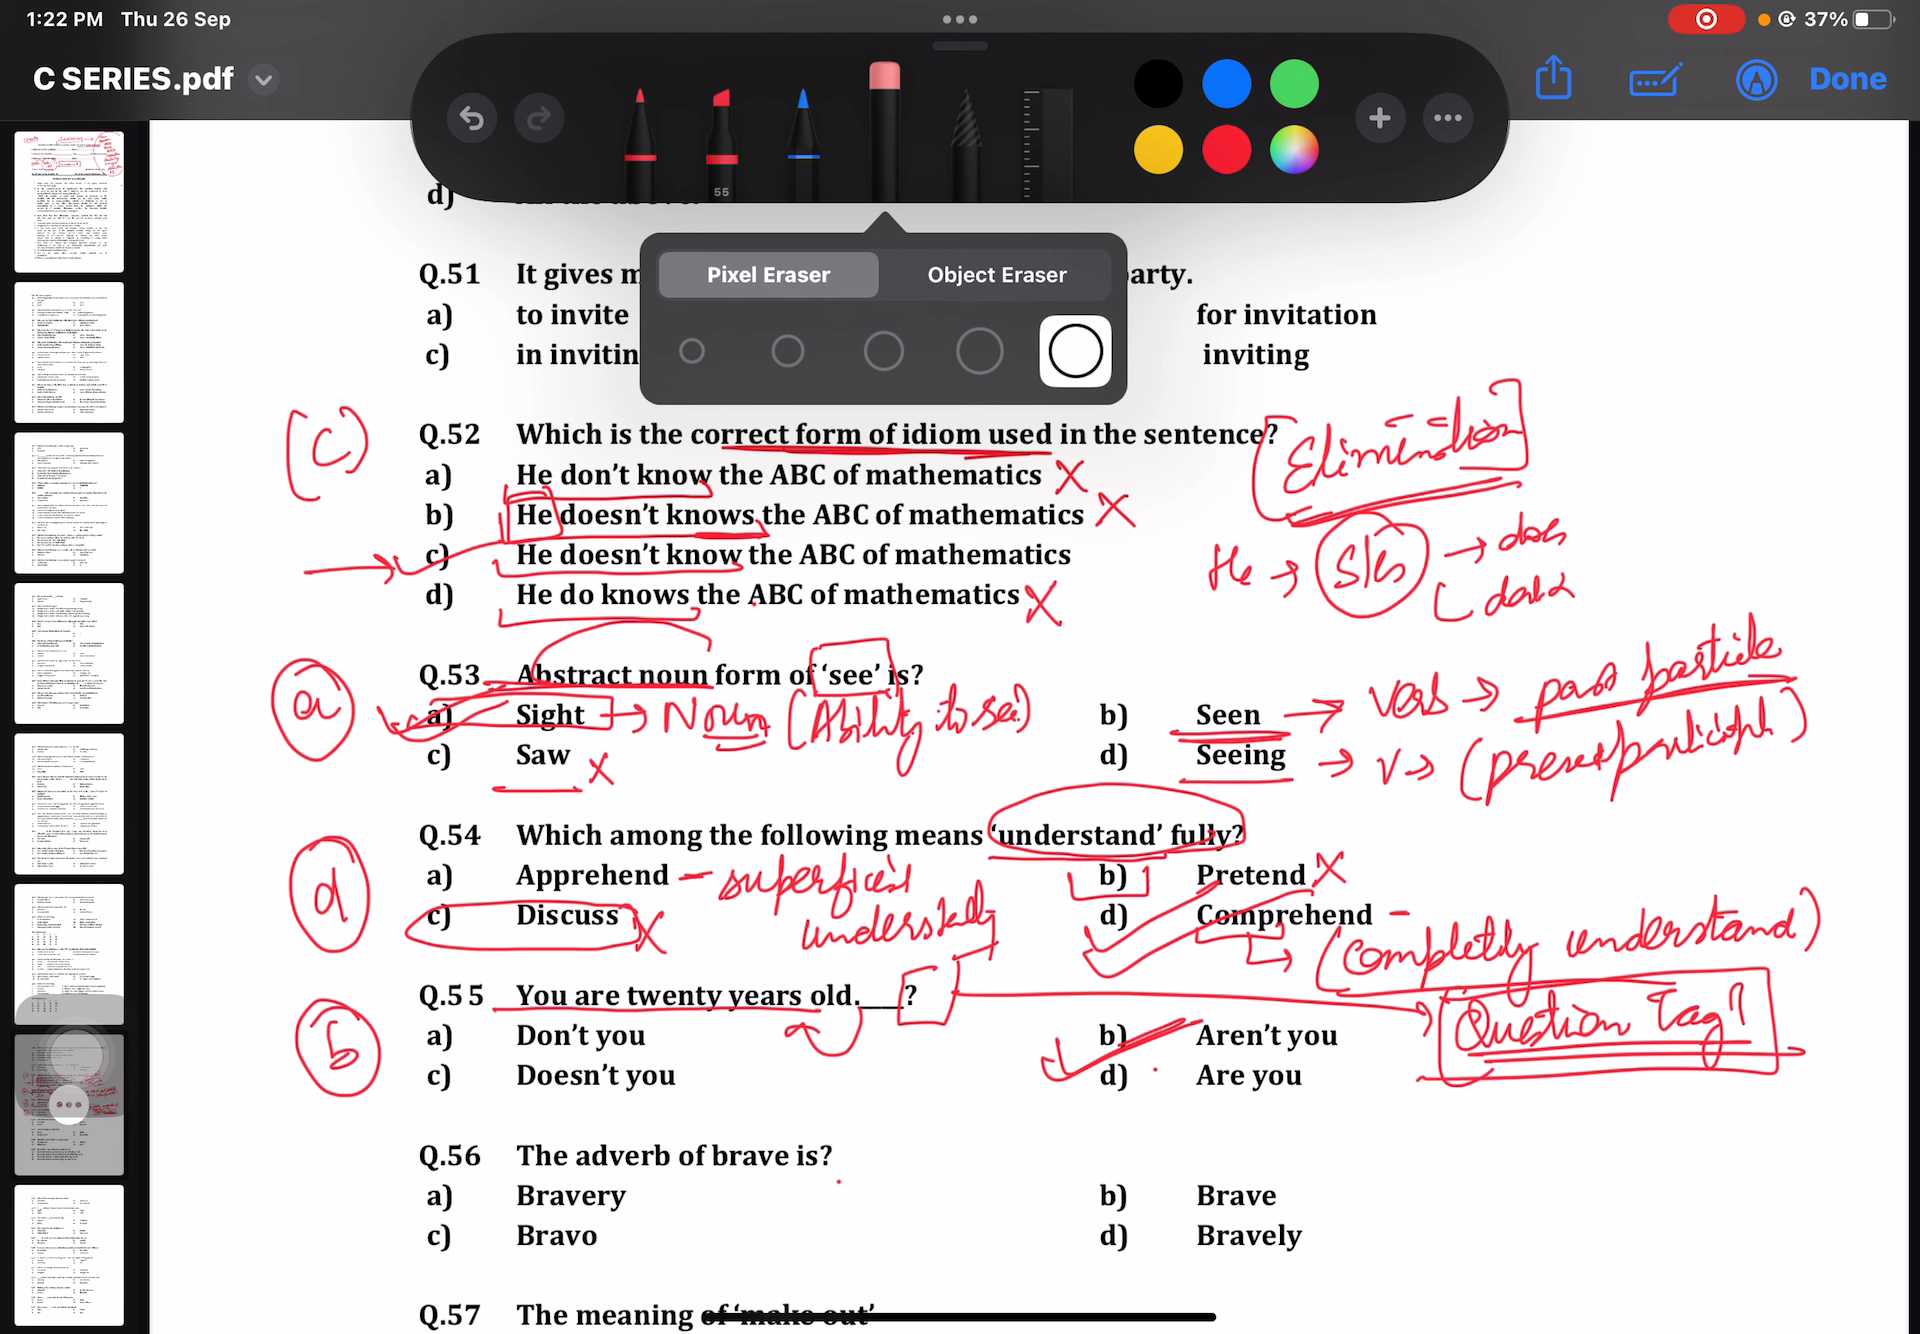 1:22 PM Thu 26 Sep
37%
C SERIES.pdf
Done
55
d)
Pixel Eraser Object Eraser
Q.51 It gives m arty.
a) to invite for invitation
c) in invitin inviting
(C)
Q.52 Which is the correct form of idiom used in the sentence?
Elimination
a) He don't know the ABC of mathematics X
b) He doesn't knows the ABC of mathematics X
c) He doesn't know the ABC of mathematics
He → S/es → does
d) He do knows the ABC of mathematics X
Q.53 Abstract noun form of 'see' is?
a
a) Sight → Noun (Ability to see) b) Seen → Verb → past particle
c) Saw X d) Seeing → V → (present participle)
Q.54 Which among the following means 'understand' fully?
d
a) Apprehend - superficial b) Pretend X
c) Discuss X d) Comprehend -
(completly understand)
Q.55 You are twenty years old.___?
Question Tag?
b
a) Don't you b) Aren't you
c) Doesn't you d) Are you
Q.56 The adverb of brave is?
a) Bravery b) Brave
c) Bravo d) Bravely
Q.57 The meaning of 'make out'